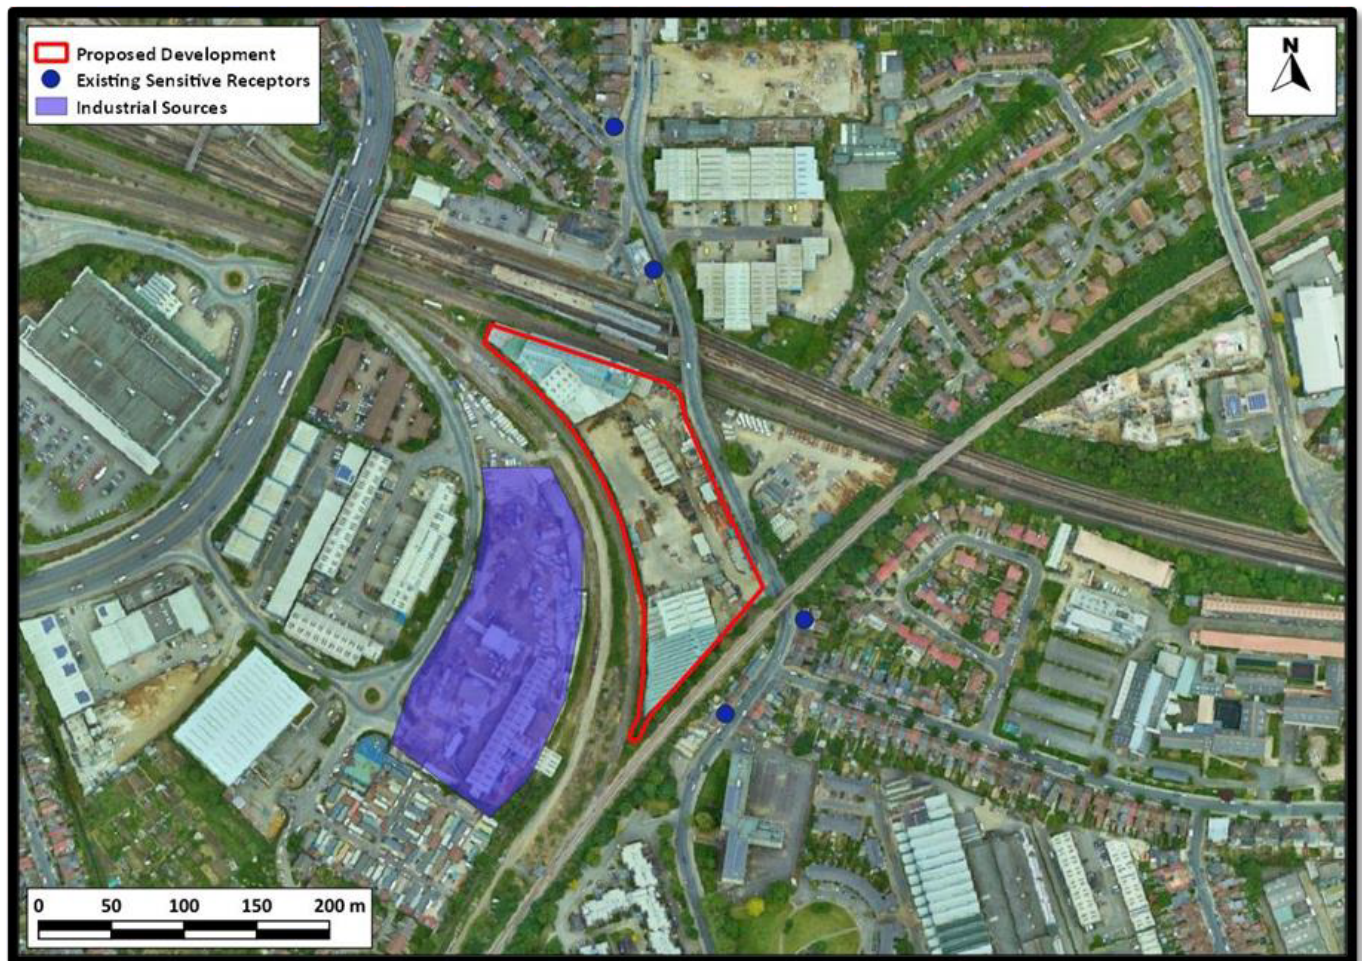 Proposed Development
Existing Sensitive Receptors
Industrial Sources
N
0 50 100 150 200 m